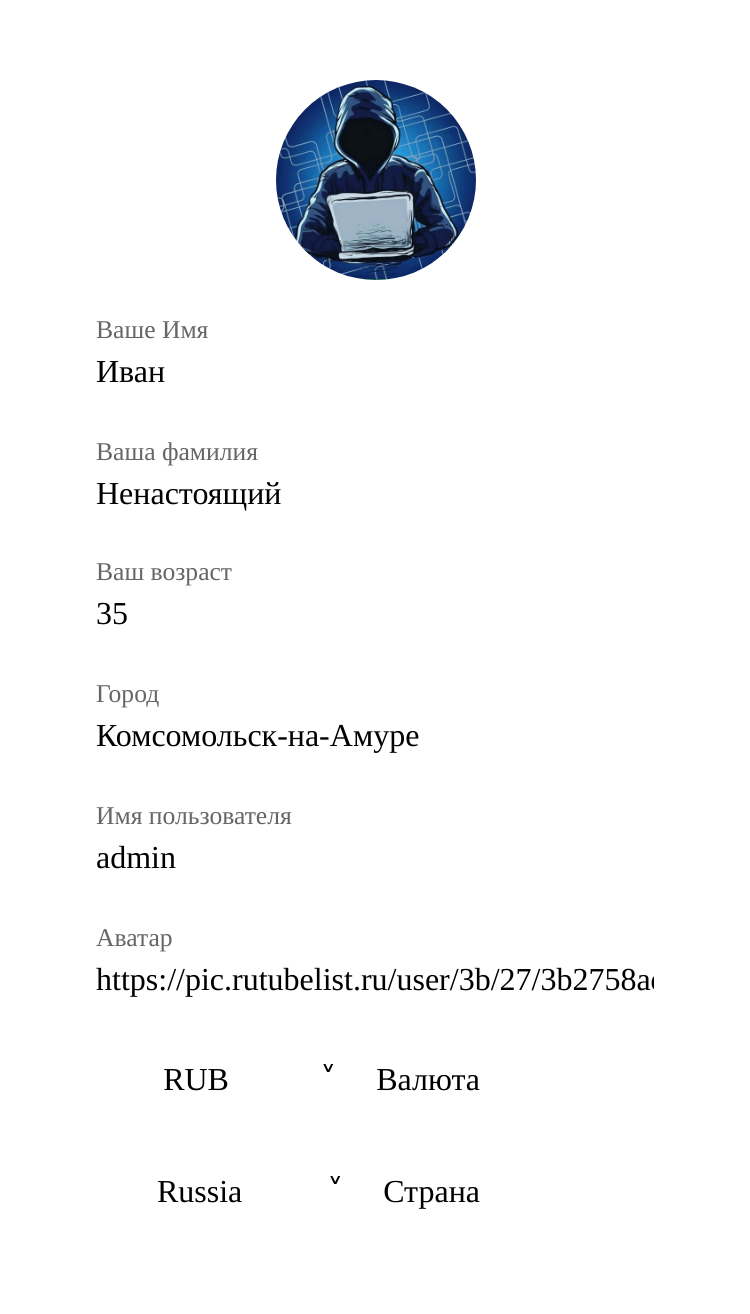 Ваше Имя
Иван
Ваша фамилия
Ненастоящий
Ваш возраст
35
Город
Комсомольск-на-Амуре
Имя пользователя
admin
Аватар
https://pic.rutubelist.ru/user/3b/27/3b2758a
RUB ˅ Валюта
Russia ˅ Страна